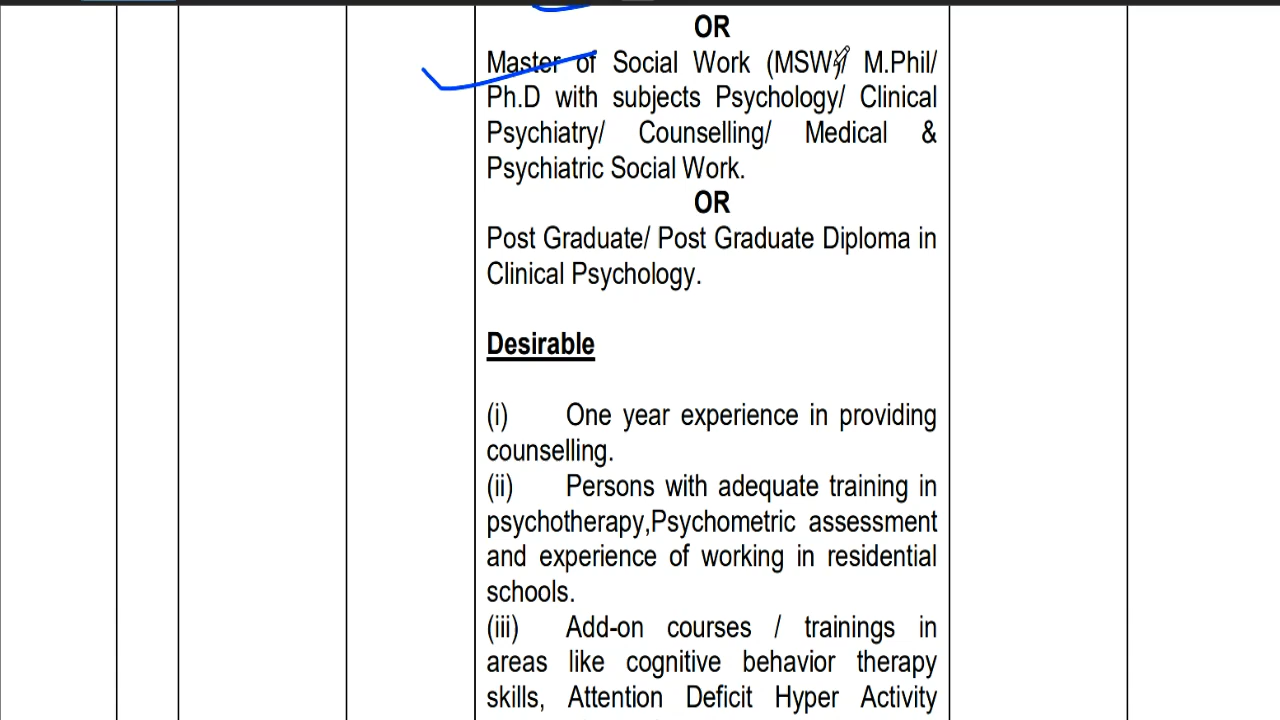 OR
Master of Social Work (MSW)/ M.Phil/
Ph.D with subjects Psychology/ Clinical
Psychiatry/ Counselling/ Medical &
Psychiatric Social Work.
OR
Post Graduate/ Post Graduate Diploma in
Clinical Psychology.
Desirable
(i) One year experience in providing
counselling.
(ii) Persons with adequate training in
psychotherapy,Psychometric assessment
and experience of working in residential
schools.
(iii) Add-on courses / trainings in
areas like cognitive behavior therapy
skills, Attention Deficit Hyper Activity